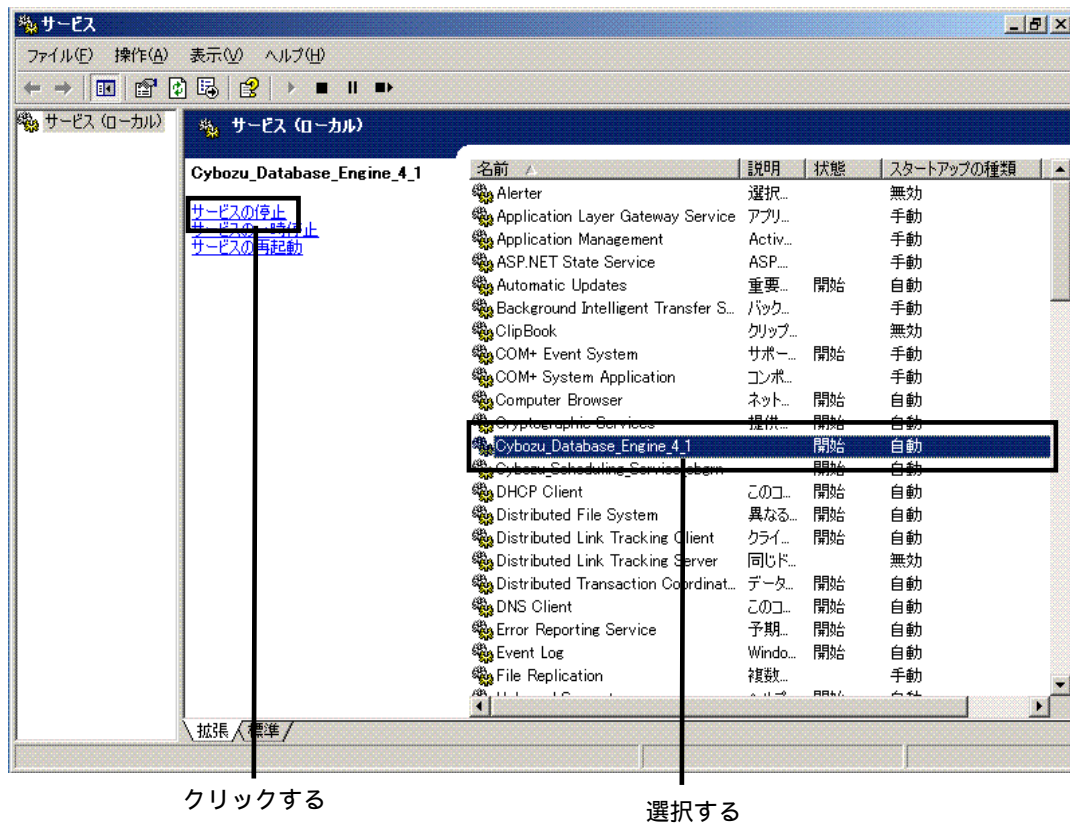 サービス
ファイル(F) 操作(A) 表示(V) ヘルプ(H)
サービス (ローカル)
サービス (ローカル)
Cybozu_Database_Engine_4_1
サービスの停止
サービスの一時停止
サービスの再起動
名前 説明 状態 スタートアップの種類
Alerter 選択... 無効
Application Layer Gateway Service アプリ... 手動
Application Management Activ... 手動
ASP.NET State Service ASP.... 手動
Automatic Updates 重要... 開始 自動
Background Intelligent Transfer S... バック... 手動
ClipBook クリップ... 無効
COM+ Event System サポー... 開始 手動
COM+ System Application コンポ... 手動
Computer Browser ネット... 開始 自動
Cryptographic Services 提供... 開始 自動
Cybozu_Database_Engine_4_1 開始 自動
Cybozu_Scheduling_Service_cbgrn 開始 自動
DHCP Client このコ... 開始 自動
Distributed File System 異なる... 開始 自動
Distributed Link Tracking Client クライ... 開始 自動
Distributed Link Tracking Server 同じド... 無効
Distributed Transaction Coordinat... データ... 開始 自動
DNS Client このコ... 開始 自動
Error Reporting Service 予期... 開始 自動
Event Log Windo... 開始 自動
File Replication 複数... 手動
拡張 標準
クリックする
選択する